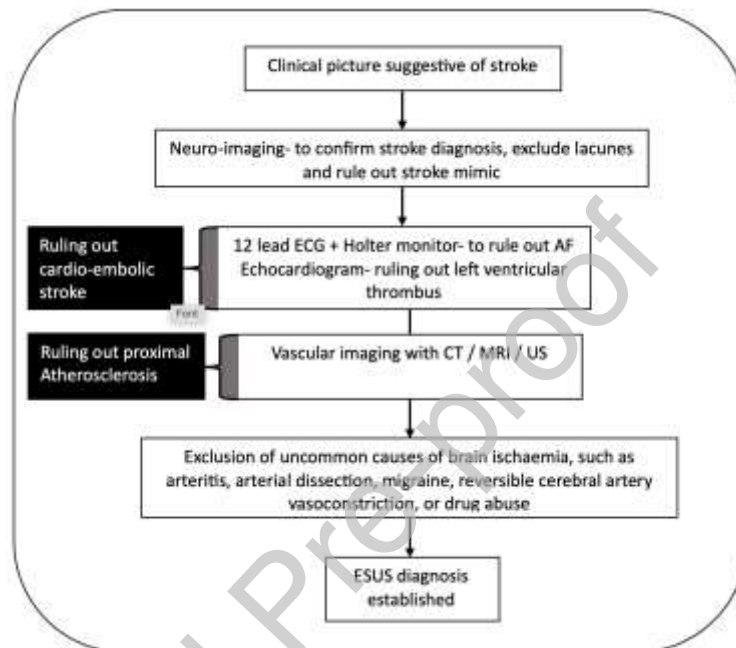 Clinical picture suggestive of stroke
Neuro-imaging- to confirm stroke diagnosis, exclude lacunes
and rule out stroke mimic
Ruling out
cardio-embolic
stroke
12 lead ECG + Holter monitor- to rule out AF
Echocardiogram- ruling out left ventricular
thrombus
Font
Ruling out proximal
Atherosclerosis
Vascular imaging with CT / MRI / US
Exclusion of uncommon causes of brain ischaemia, such as
arteritis, arterial dissection, migraine, reversible cerebral artery
vasoconstriction, or drug abuse
ESUS diagnosis
established
Pre-proof